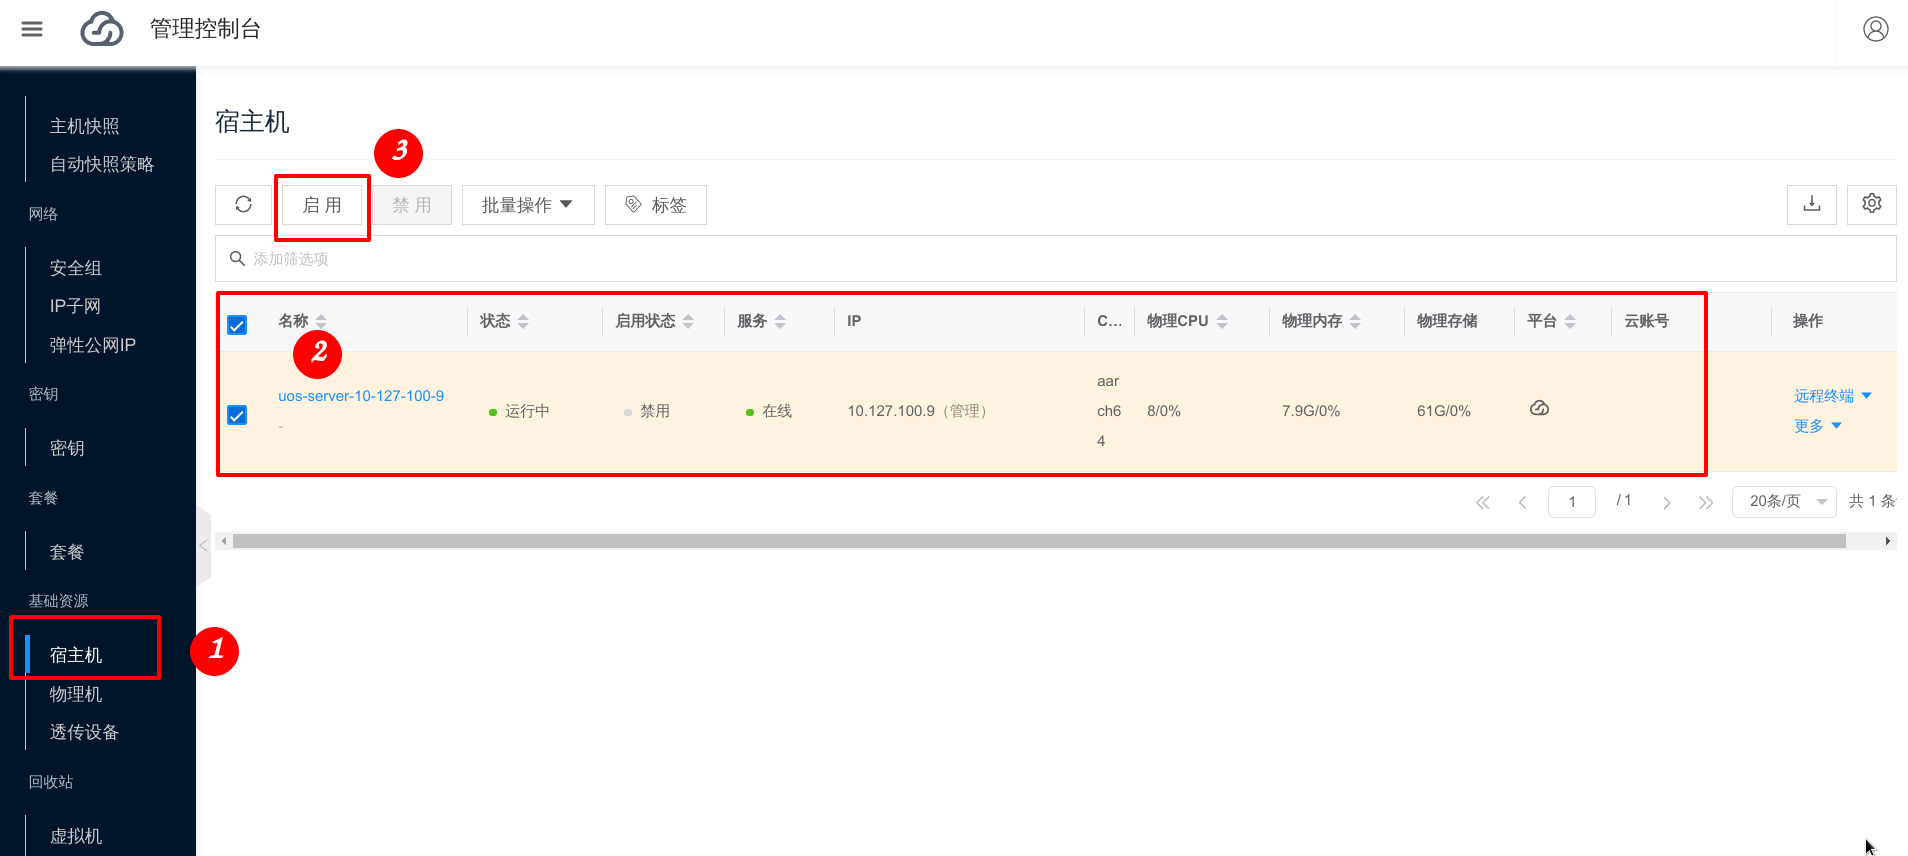 管理控制台
主机快照
自动快照策略
网络
安全组
IP子网
弹性公网IP
密钥
密钥
套餐
套餐
基础资源
宿主机
物理机
透传设备
回收站
虚拟机
1
宿主机
3
启 用 禁 用 批量操作 标签
添加筛选项
名称 状态 启用状态 服务 IP C... 物理CPU 物理内存 物理存储 平台 云账号 操作
2
uos-server-10-127-100-9
-
运行中 禁用 在线 10.127.100.9（管理） aar
ch6
4
8/0% 7.9G/0% 61G/0%
远程终端
更多
1 / 1 20条/页 共 1 条